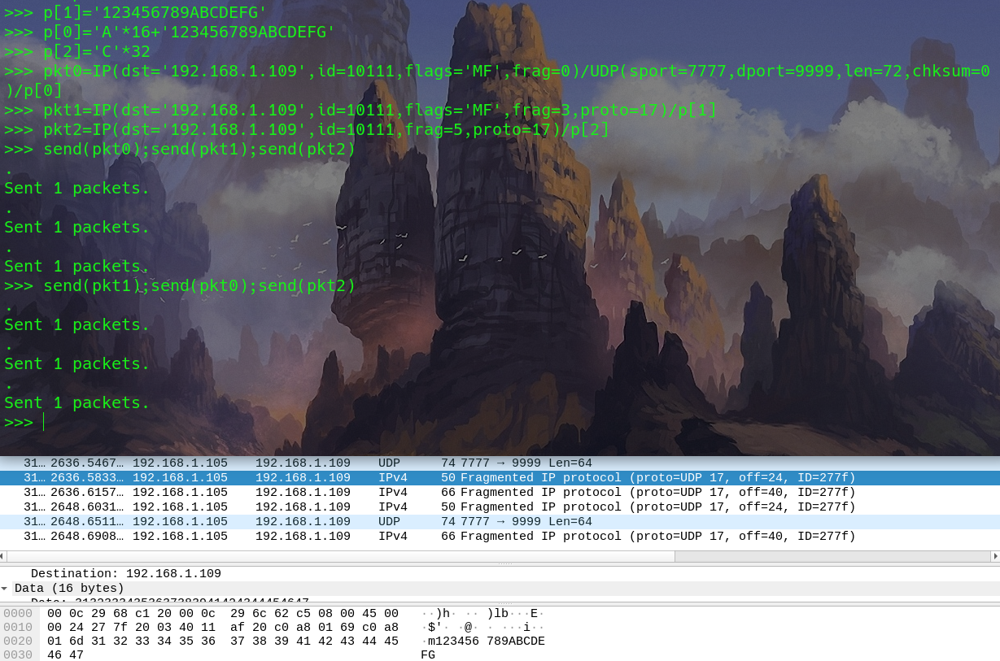 >>> p[1]='123456789ABCDEFG'
>>> p[0]='A'*16+'123456789ABCDEFG'
>>> p[2]='C'*32
>>> pkt0=IP(dst='192.168.1.109',id=10111,flags='MF',frag=0)/UDP(sport=7777,dport=9999,len=72,chksum=0
)/p[0]
>>> pkt1=IP(dst='192.168.1.109',id=10111,flags='MF',frag=3,proto=17)/p[1]
>>> pkt2=IP(dst='192.168.1.109',id=10111,frag=5,proto=17)/p[2]
>>> send(pkt0);send(pkt1);send(pkt2)
.
Sent 1 packets.
.
Sent 1 packets.
.
Sent 1 packets.
>>> send(pkt1);send(pkt0);send(pkt2)
.
Sent 1 packets.
.
Sent 1 packets.
.
Sent 1 packets.
>>>
31… 2636.5467… 192.168.1.105 192.168.1.109 UDP 74 7777 → 9999 Len=64
31… 2636.5833… 192.168.1.105 192.168.1.109 IPv4 50 Fragmented IP protocol (proto=UDP 17, off=24, ID=277f)
31… 2636.6157… 192.168.1.105 192.168.1.109 IPv4 66 Fragmented IP protocol (proto=UDP 17, off=40, ID=277f)
31… 2648.6031… 192.168.1.105 192.168.1.109 IPv4 50 Fragmented IP protocol (proto=UDP 17, off=24, ID=277f)
31… 2648.6511… 192.168.1.105 192.168.1.109 UDP 74 7777 → 9999 Len=64
31… 2648.6908… 192.168.1.105 192.168.1.109 IPv4 66 Fragmented IP protocol (proto=UDP 17, off=40, ID=277f)
Destination: 192.168.1.109
Data (16 bytes)
0000 00 0c 29 68 c1 20 00 0c 29 6c 62 c5 08 00 45 00 ··)h· ·· )lb···E·
0010 00 24 27 7f 20 03 40 11 af 20 c0 a8 01 69 c0 a8 ·$'· ·@· · ···i··
0020 01 6d 31 32 33 34 35 36 37 38 39 41 42 43 44 45 ·m123456 789ABCDE
0030 46 47 FG